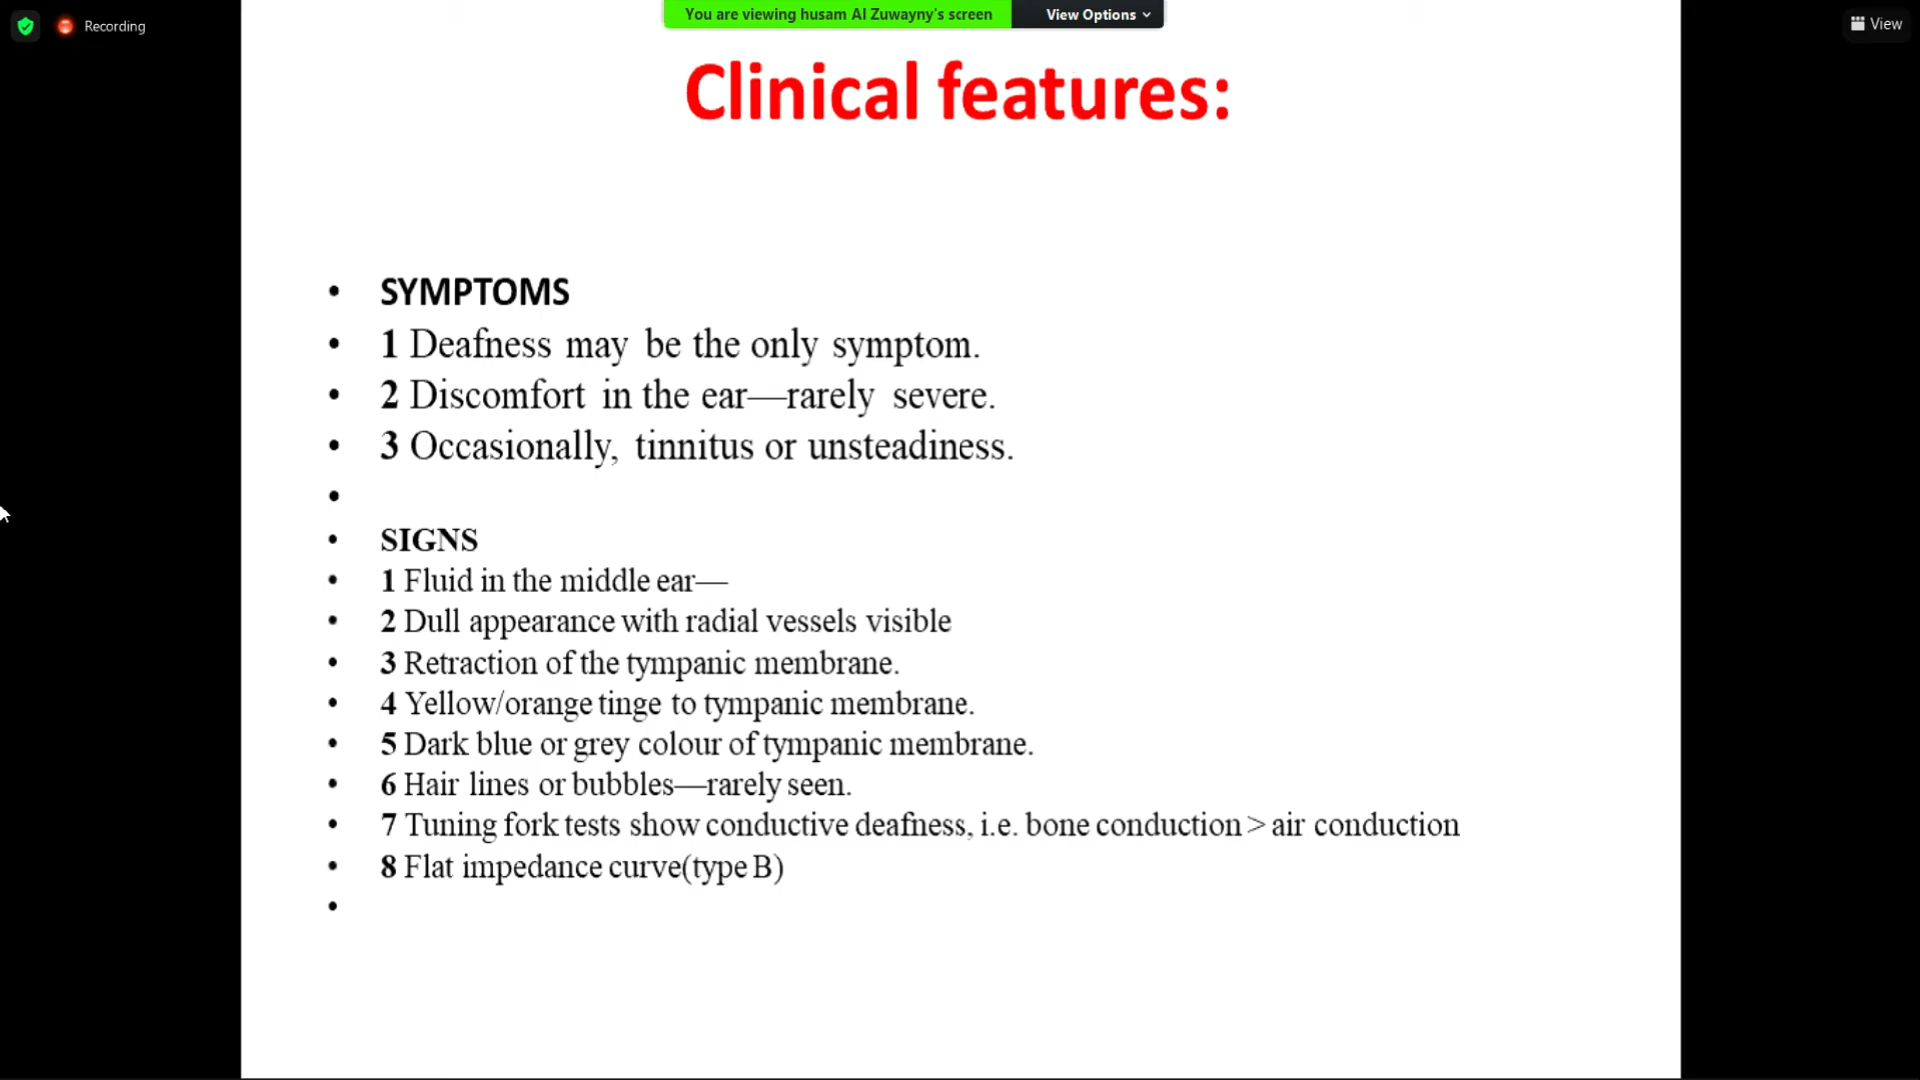 Recording
You are viewing husam Al Zuwayny's screen
View Options
View
Clinical features:
• SYMPTOMS
• 1 Deafness may be the only symptom.
• 2 Discomfort in the ear—rarely severe.
• 3 Occasionally, tinnitus or unsteadiness.
•
• SIGNS
• 1 Fluid in the middle ear—
• 2 Dull appearance with radial vessels visible
• 3 Retraction of the tympanic membrane.
• 4 Yellow/orange tinge to tympanic membrane.
• 5 Dark blue or grey colour of tympanic membrane.
• 6 Hair lines or bubbles—rarely seen.
• 7 Tuning fork tests show conductive deafness, i.e. bone conduction > air conduction
• 8 Flat impedance curve(type B)
•